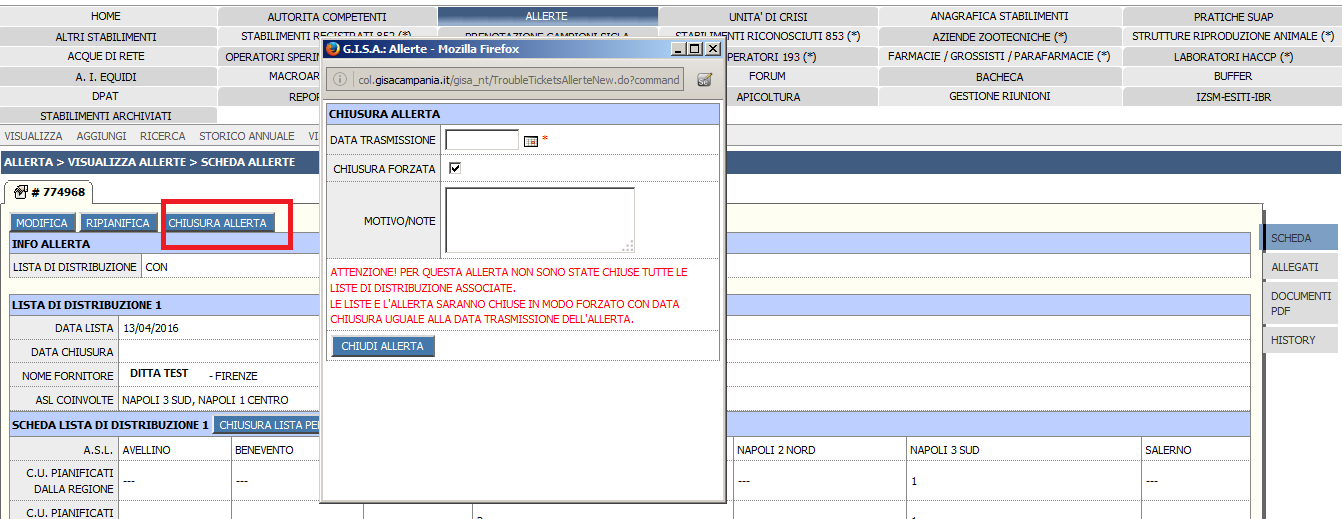 HOME AUTORITA COMPETENTI ALLERTE UNITA' DI CRISI ANAGRAFICA STABILIMENTI PRATICHE SUAP
ALTRI STABILIMENTI STABILIMENTI REGISTRATI 852 (*) PRENOTAZIONE CAMPIONI SIGLA STABILIMENTI RICONOSCIUTI 853 (*) AZIENDE ZOOTECNICHE (*) STRUTTURE RIPRODUZIONE ANIMALE (*)
ACQUE DI RETE OPERATORI SPERIM PERATORI 193 (*) FARMACIE / GROSSISTI / PARAFARMACIE (*) LABORATORI HACCP (*)
A. I. EQUIDI MACROAR FORUM BACHECA BUFFER
DPAT REPOR APICOLTURA GESTIONE RIUNIONI IZSM-ESITI-IBR
STABILIMENTI ARCHIVIATI
VISUALIZZA AGGIUNGI RICERCA STORICO ANNUALE VI
ALLERTA > VISUALIZZA ALLERTE > SCHEDA ALLERTE
# 774968
MODIFICA RIPIANIFICA CHIUSURA ALLERTA
INFO ALLERTA
LISTA DI DISTRIBUZIONE CON
LISTA DI DISTRIBUZIONE 1
DATA LISTA 13/04/2016
DATA CHIUSURA
NOME FORNITORE DITTA TEST - FIRENZE
ASL COINVOLTE NAPOLI 3 SUD, NAPOLI 1 CENTRO
SCHEDA LISTA DI DISTRIBUZIONE 1 CHIUSURA LISTA PE
A.S.L. AVELLINO BENEVENTO NAPOLI 2 NORD NAPOLI 3 SUD SALERNO
C.U. PIANIFICATI
DALLA REGIONE --- --- --- 1 ---
C.U. PIANIFICATI
G.I.S.A: Allerte - Mozilla Firefox
col.gisacampania.it/gisa_nt/TroubleTicketsAllerteNew.do?command
CHIUSURA ALLERTA
DATA TRASMISSIONE *
CHIUSURA FORZATA
MOTIVO/NOTE
ATTENZIONE! PER QUESTA ALLERTA NON SONO STATE CHIUSE TUTTE LE
LISTE DI DISTRIBUZIONE ASSOCIATE.
LE LISTE E L'ALLERTA SARANNO CHIUSE IN MODO FORZATO CON DATA
CHIUSURA UGUALE ALLA DATA TRASMISSIONE DELL'ALLERTA.
CHIUDI ALLERTA
SCHEDA
ALLEGATI
DOCUMENTI
PDF
HISTORY